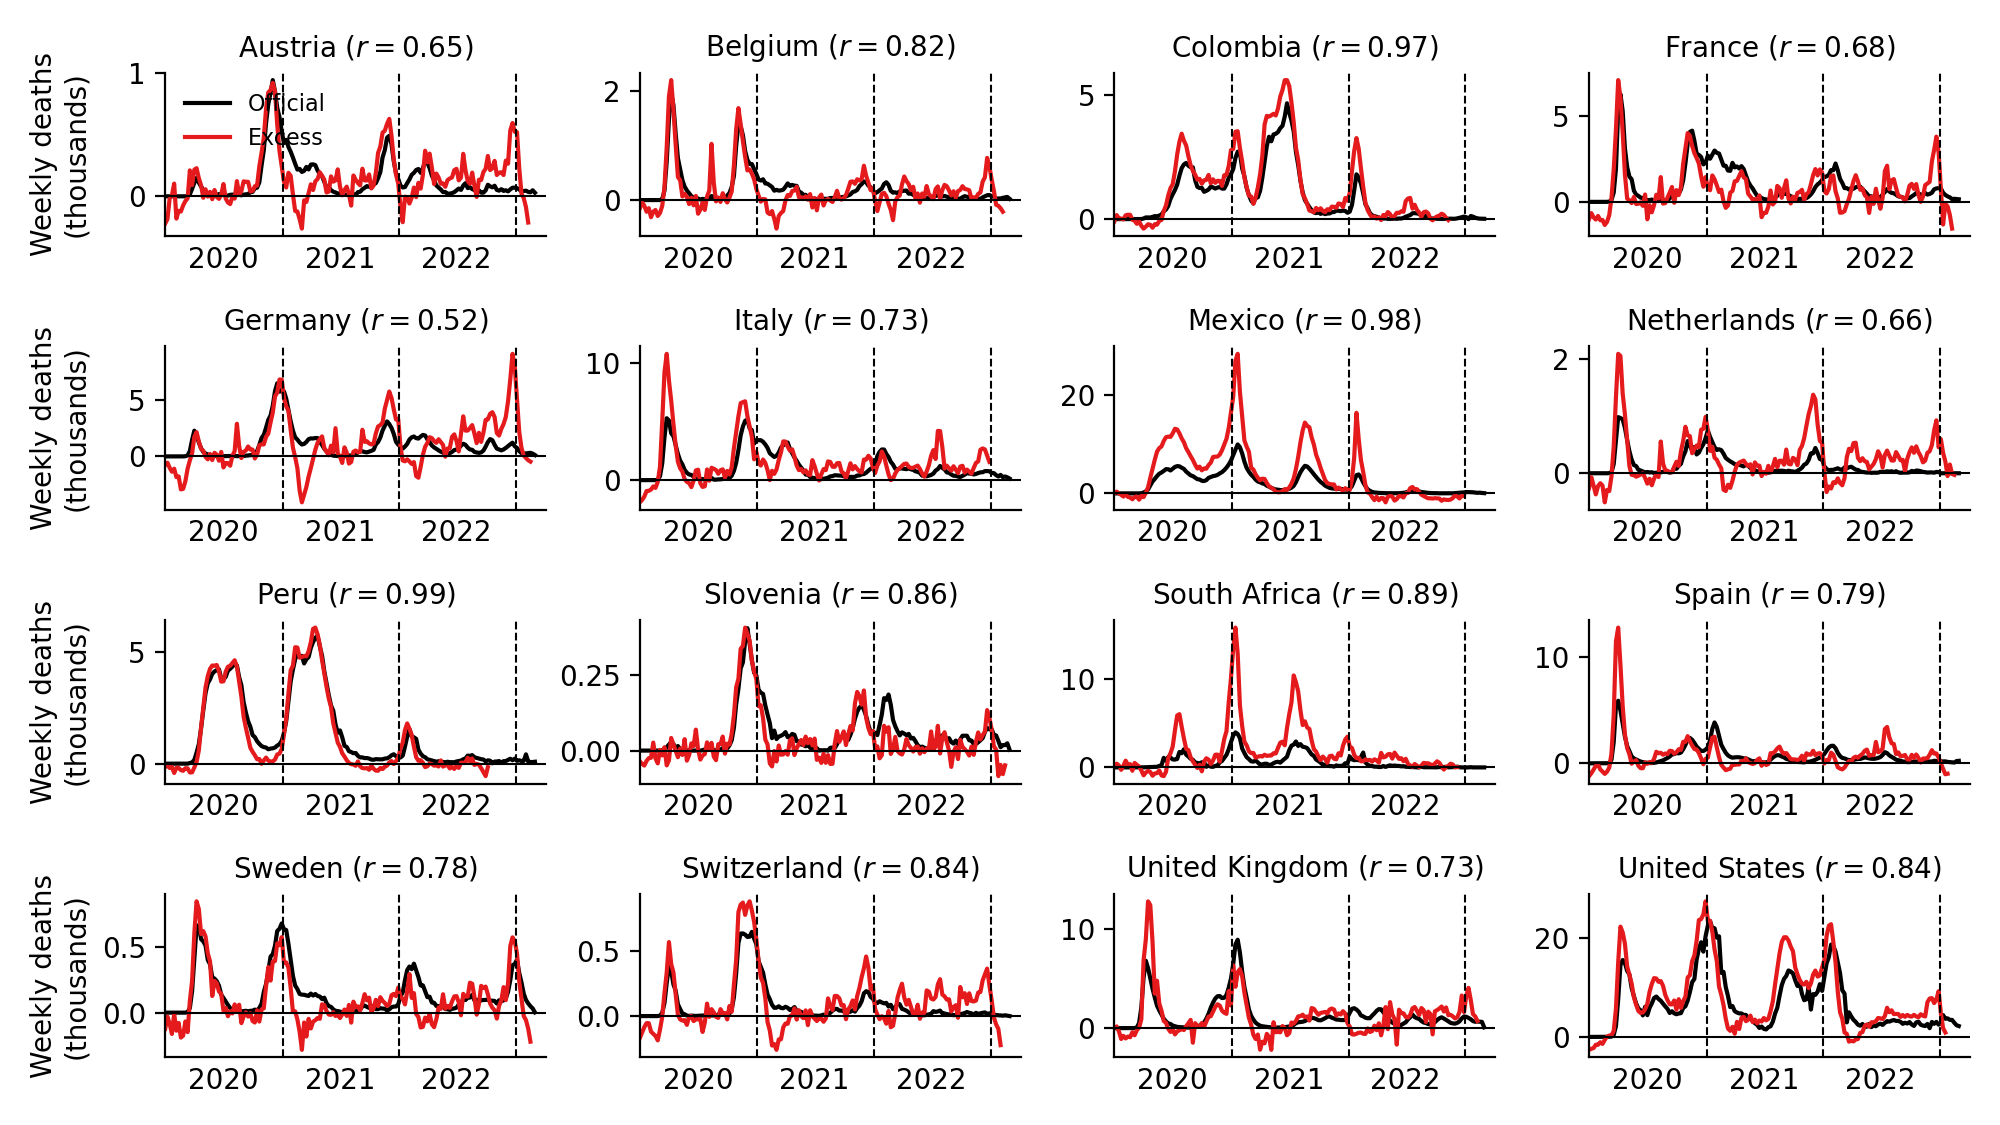 Austria (r = 0.65)
Belgium (r = 0.82)
Colombia (r = 0.97)
France (r = 0.68)
Weekly deaths
(thousands)
1
0
Official
Excess
2020 2021 2022
2
0
2020 2021 2022
5
0
2020 2021 2022
5
0
2020 2021 2022
Germany (r = 0.52)
Italy (r = 0.73)
Mexico (r = 0.98)
Netherlands (r = 0.66)
Weekly deaths
(thousands)
5
0
2020 2021 2022
10
0
2020 2021 2022
20
0
2020 2021 2022
2
0
2020 2021 2022
Peru (r = 0.99)
Slovenia (r = 0.86)
South Africa (r = 0.89)
Spain (r = 0.79)
Weekly deaths
(thousands)
5
0
2020 2021 2022
0.25
0.00
2020 2021 2022
10
0
2020 2021 2022
10
0
2020 2021 2022
Sweden (r = 0.78)
Switzerland (r = 0.84)
United Kingdom (r = 0.73)
United States (r = 0.84)
Weekly deaths
(thousands)
0.5
0.0
2020 2021 2022
0.5
0.0
2020 2021 2022
10
0
2020 2021 2022
20
0
2020 2021 2022